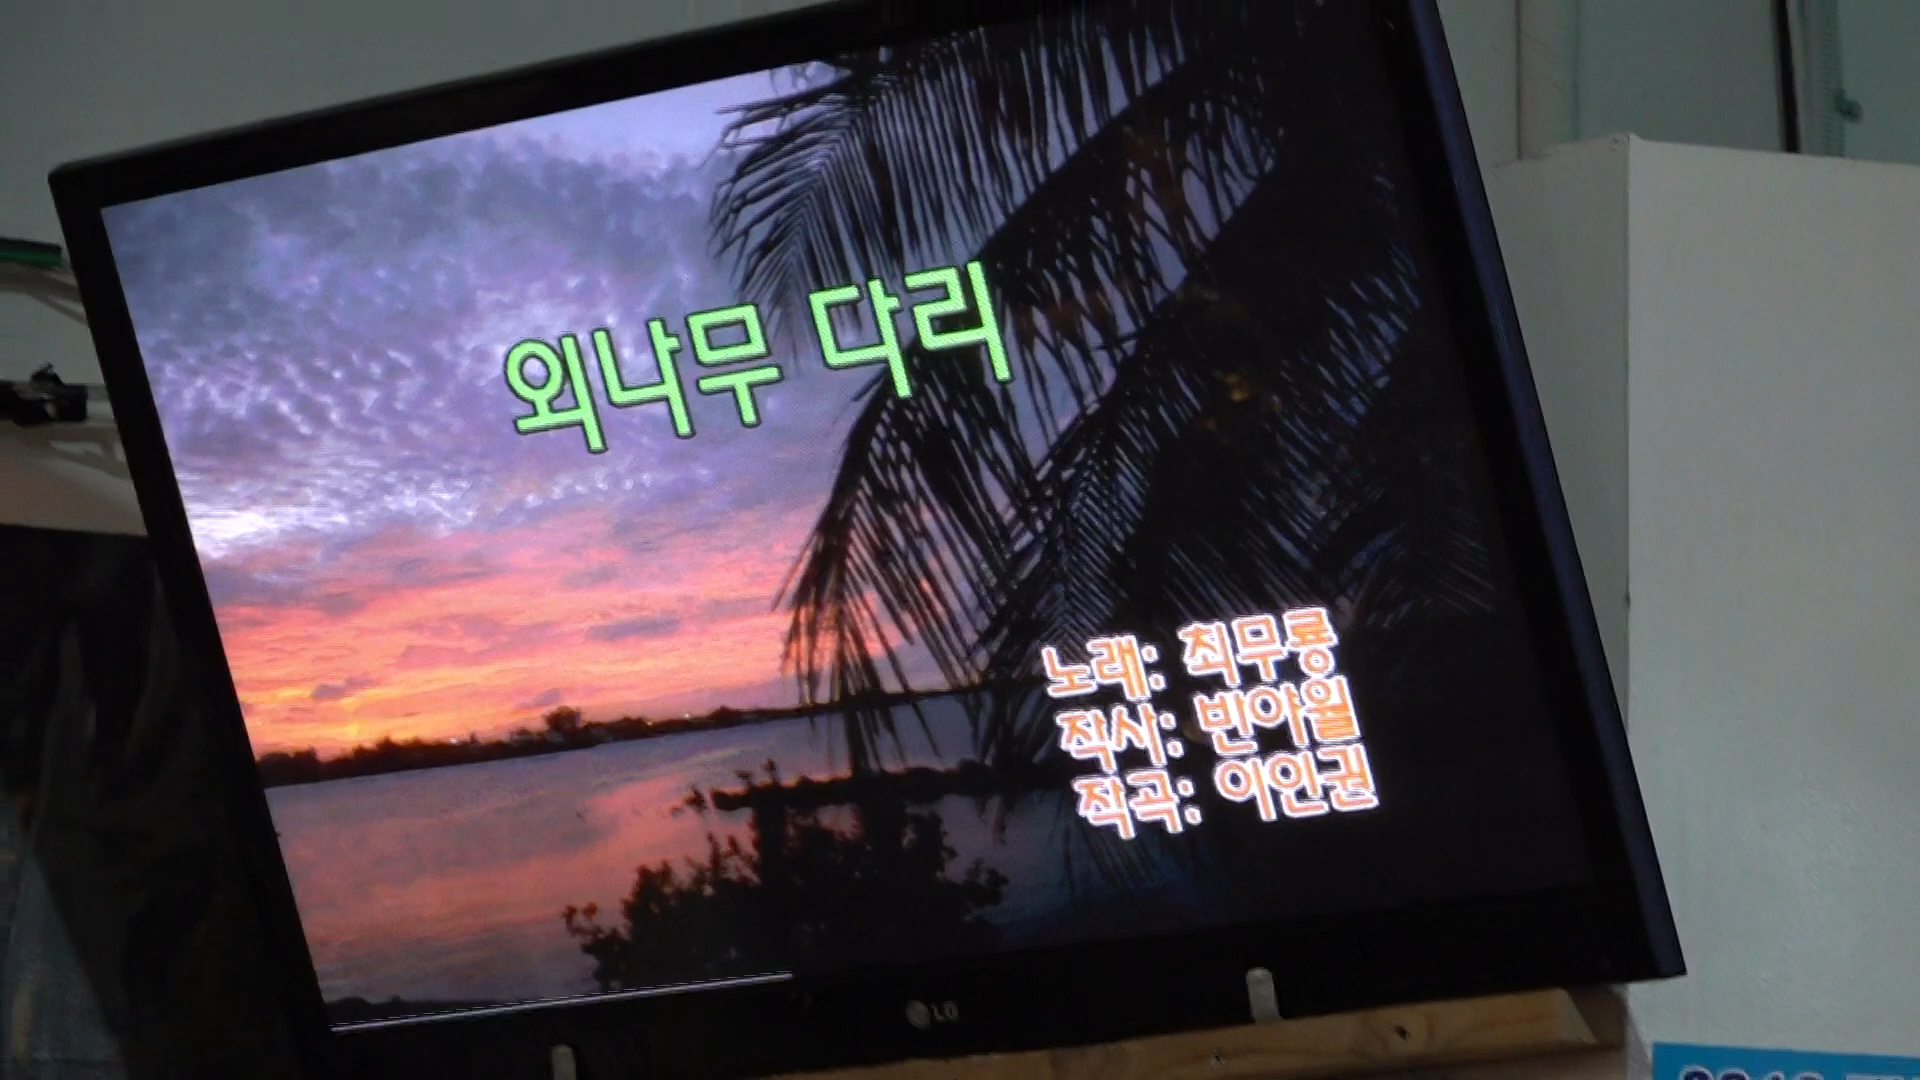 외나무 다리
노래: 최무룡
작사: 반야월
작곡: 이인권
LG